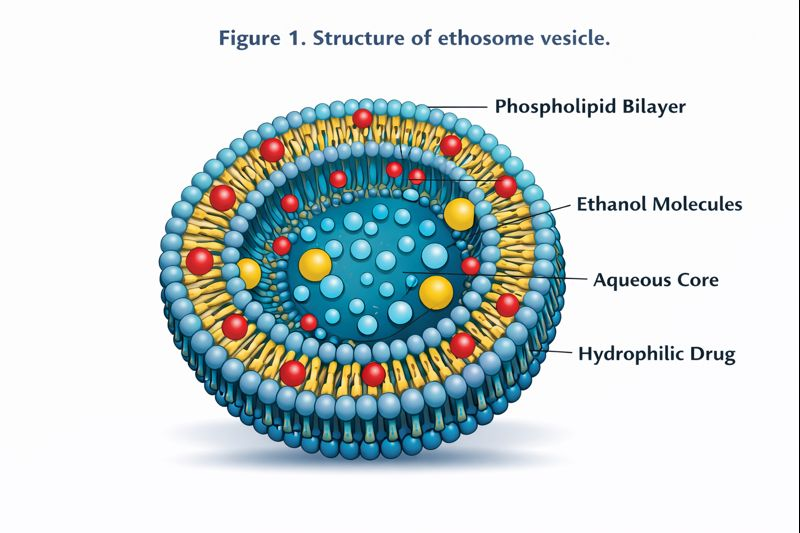 Figure 1. Structure of ethosome vesicle.
Phospholipid Bilayer
Ethanol Molecules
Aqueous Core
Hydrophilic Drug